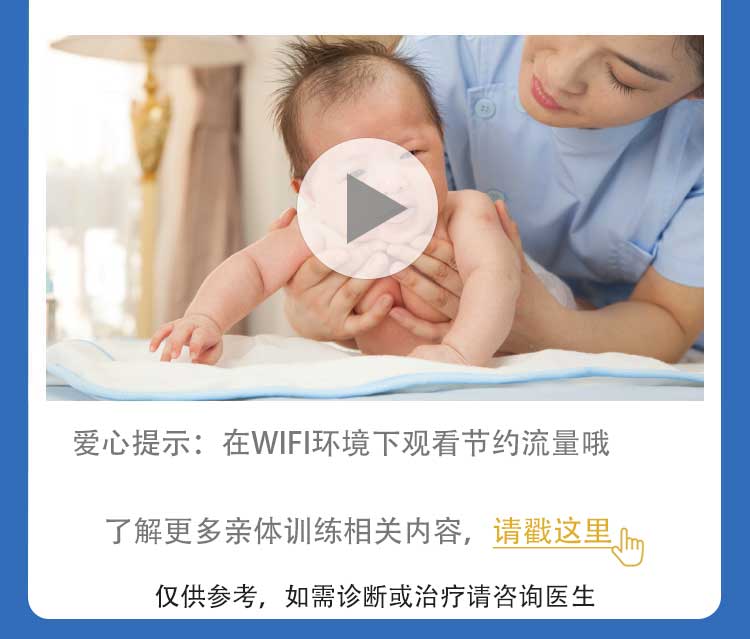 爱心提示：在WIFI环境下观看节约流量哦
了解更多亲体训练相关内容，请戳这里
仅供参考，如需诊断或治疗请咨询医生